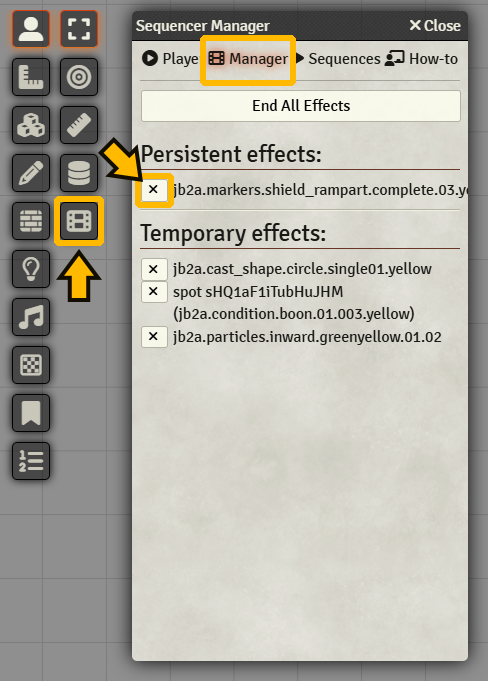 Sequencer Manager
Close
Playe
Manager
Sequences
How-to
End All Effects
Persistent effects:
jb2a.markers.shield_rampart.complete.03.ye
Temporary effects:
jb2a.cast_shape.circle.single01.yellow
spot sHQ1aF1iTubHuJHM
(jb2a.condition.boon.01.003.yellow)
jb2a.particles.inward.greenyellow.01.02